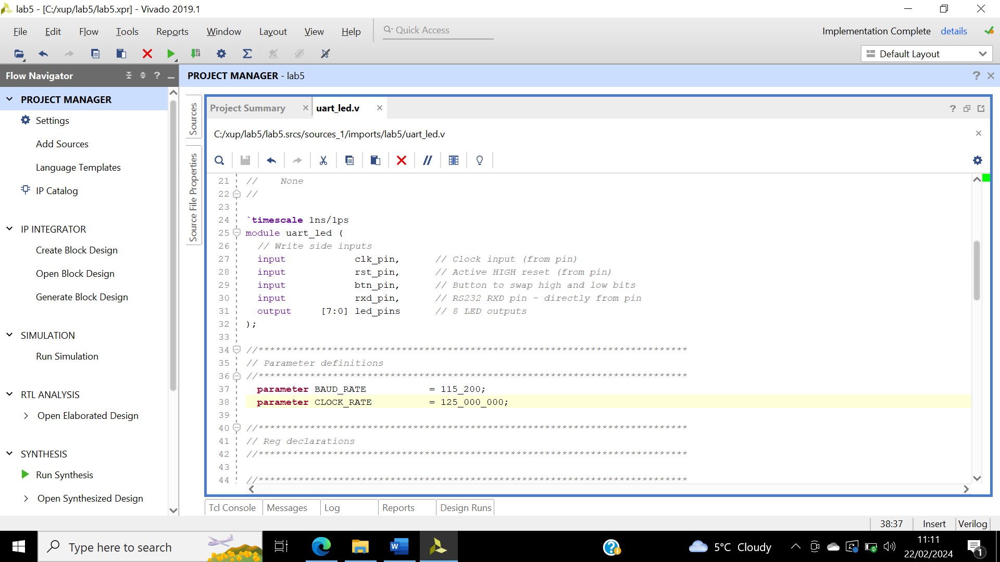 lab5 - [C:/xup/lab5/lab5.xpr] - Vivado 2019.1
File Edit Flow Tools Reports Window Layout View Help Quick Access
Implementation Complete details
Default Layout
Flow Navigator
PROJECT MANAGER - lab5
PROJECT MANAGER
Settings
Add Sources
Language Templates
IP Catalog
IP INTEGRATOR
Create Block Design
Open Block Design
Generate Block Design
SIMULATION
Run Simulation
RTL ANALYSIS
Open Elaborated Design
SYNTHESIS
Run Synthesis
Open Synthesized Design
Sources
Source File Properties
Project Summary
uart_led.v
C:/xup/lab5/lab5.srcs/sources_1/imports/lab5/uart_led.v
21 //    None
22 //
23
24 `timescale 1ns/1ps
25 module uart_led (
26   // Write side inputs
27   input            clk_pin,      // Clock input (from pin)
28   input            rst_pin,      // Active HIGH reset (from pin)
29   input            btn_pin,      // Button to swap high and low bits
30   input            rxd_pin,      // RS232 RXD pin - directly from pin
31   output     [7:0] led_pins      // 8 LED outputs
32 );
33
34 //***************************************************************************
35 // Parameter definitions
36 //***************************************************************************
37   parameter BAUD_RATE           = 115_200;
38   parameter CLOCK_RATE          = 125_000_000;
39
40 //***************************************************************************
41 // Reg declarations
42 //***************************************************************************
43
44 //***************************************************************************
Tcl Console Messages Log Reports Design Runs
38:37 Insert Verilog
Type here to search
5°C Cloudy
11:11
22/02/2024
1